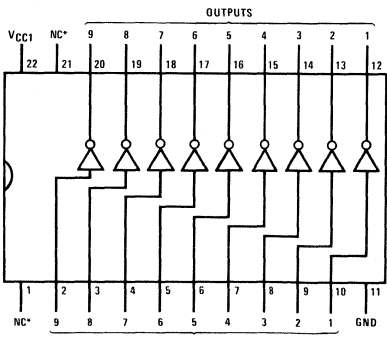 OUTPUTS
VCC1 NC* 9 8 7 6 5 4 3 2 1
22 21 20 19 18 17 16 15 14 13 12
1 2 3 4 5 6 7 8 9 10 11
NC* 9 8 7 6 5 4 3 2 1 GND